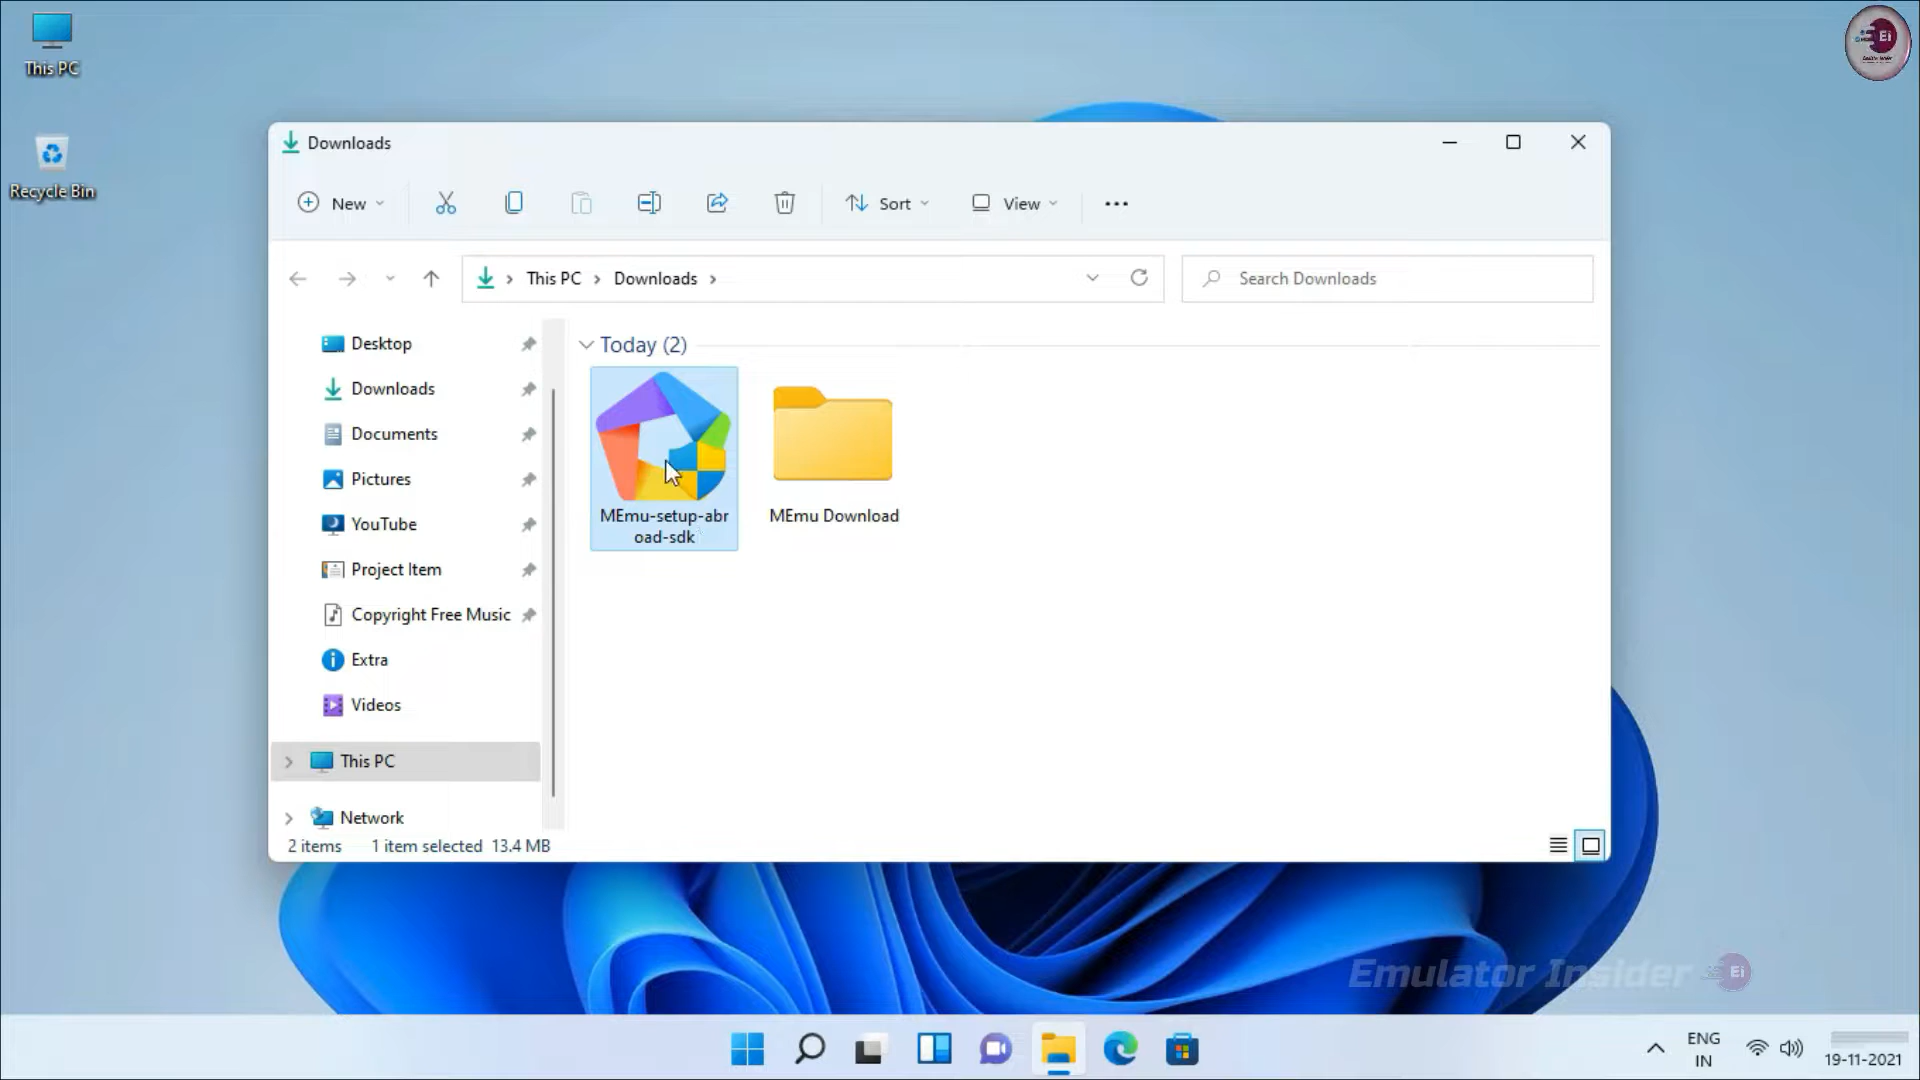 This PC
Recycle Bin
Ei
Downloads
New
Sort
View
This PC
Downloads
Search Downloads
Desktop
Downloads
Documents
Pictures
YouTube
Project Item
Copyright Free Music
Extra
Videos
This PC
Network
Today (2)
MEmu-setup-abr
oad-sdk
MEmu Download
2 items
1 item selected 13.4 MB
Emulator Insider
Ei
ENG
IN
19-11-2021